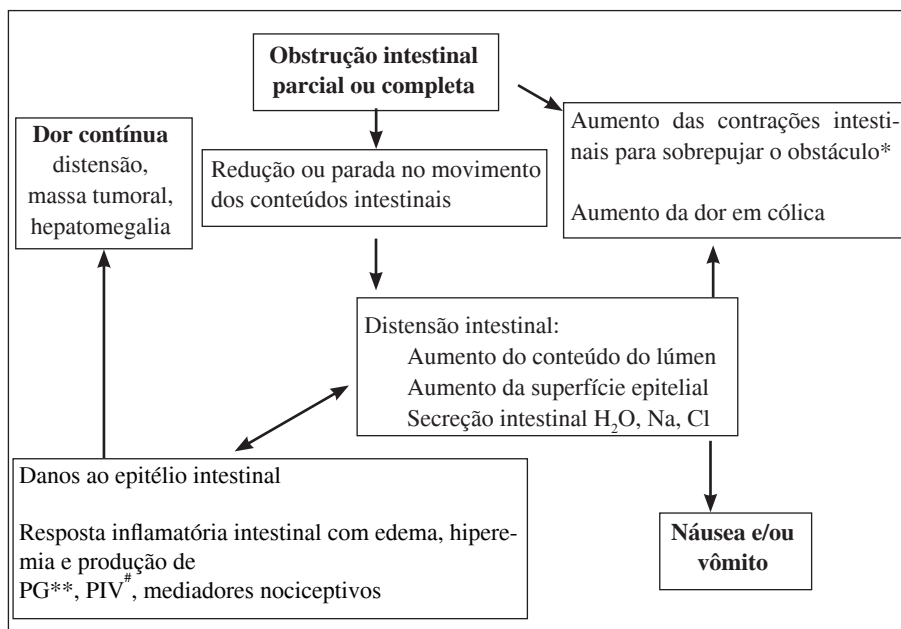 Obstrução intestinal
parcial ou completa
Dor contínua
distensão,
massa tumoral,
hepatomegalia
Redução ou parada no movimento
dos conteúdos intestinais
Aumento das contrações intesti-
nais para sobrepujar o obstáculo*
Aumento da dor em cólica
Distensão intestinal:
Aumento do conteúdo do lúmen
Aumento da superfície epitelial
Secreção intestinal H₂O, Na, Cl
Danos ao epitélio intestinal
Resposta inflamatória intestinal com edema, hipere-
mia e produção de
PG**, PIV#, mediadores nociceptivos
Náusea e/ou
vômito